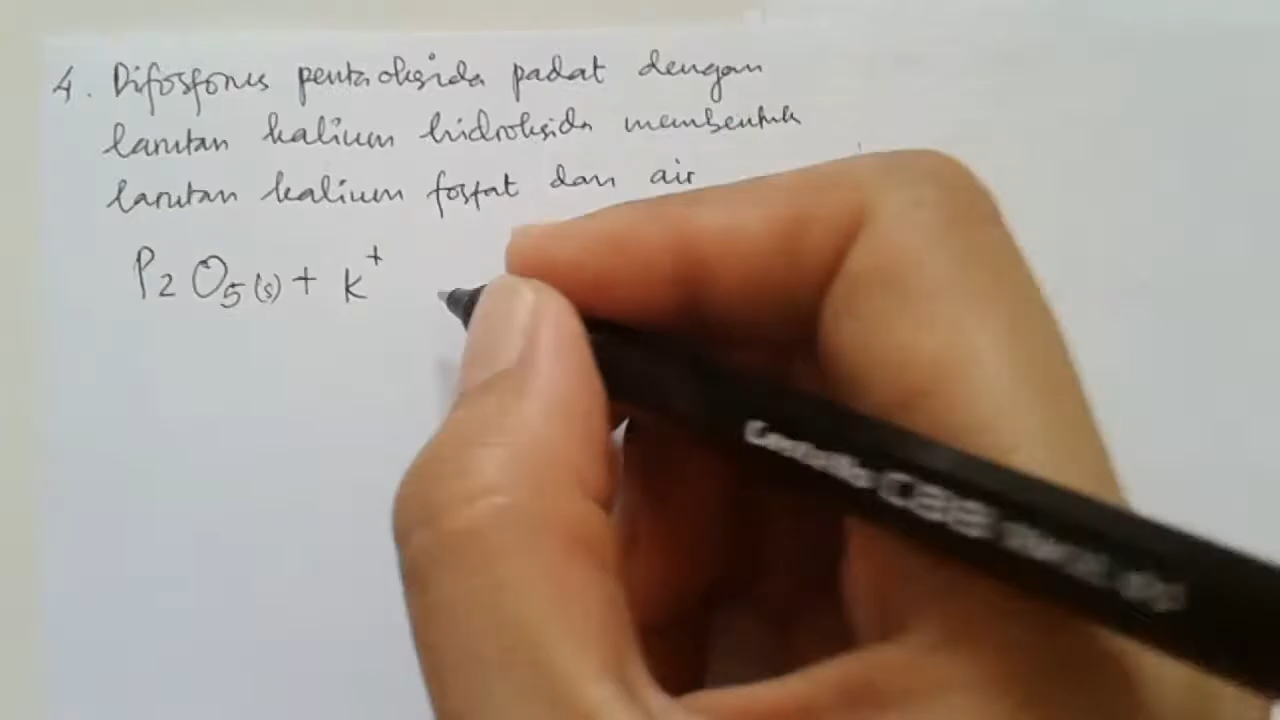 4. Difosforus pentaoksida padat dengan
larutan kalium hidroksida membentuk
larutan kalium fosfat dan air
P₂O₅(s) + K⁺